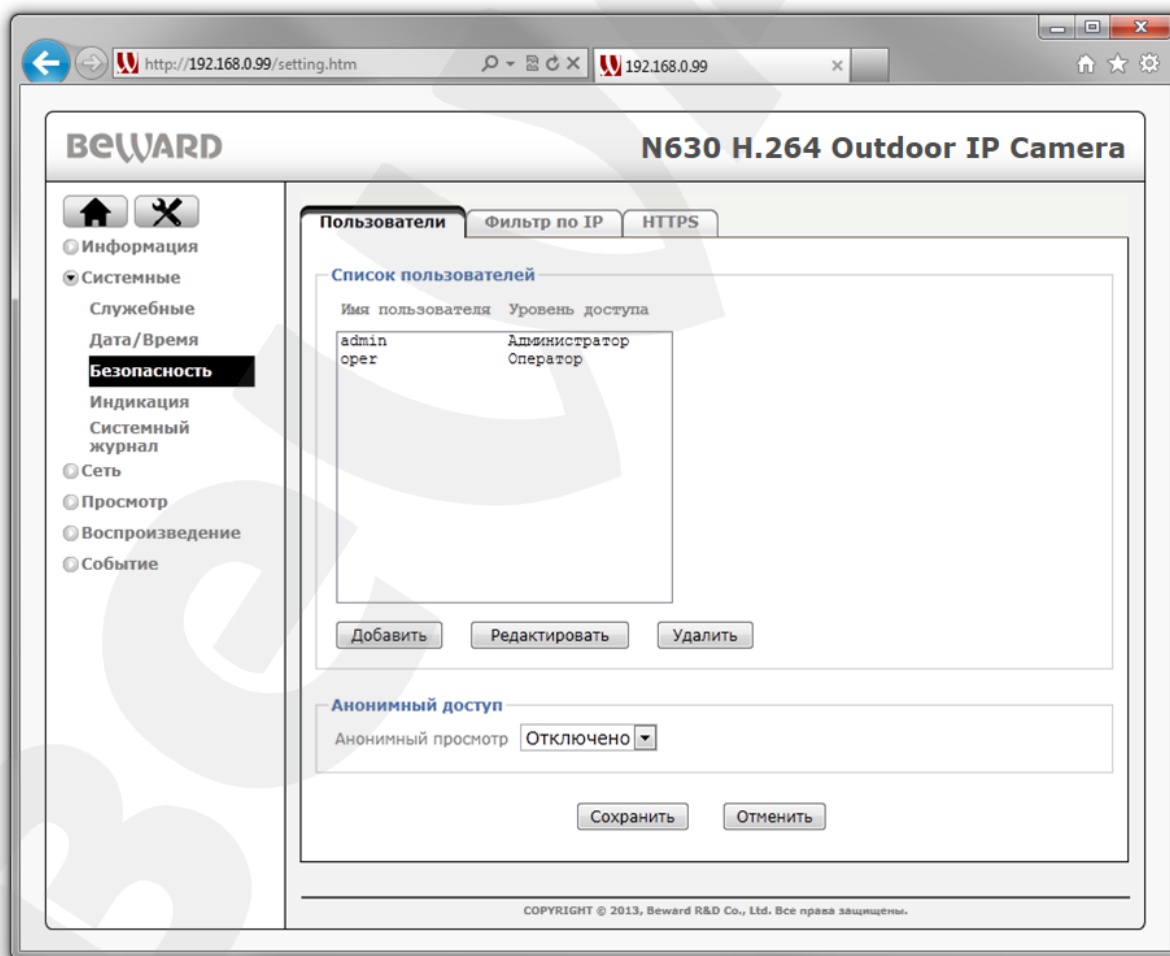 http://192.168.0.99/setting.htm
192.168.0.99
BEWARD
N630 H.264 Outdoor IP Camera
Информация
Системные
Служебные
Дата/Время
Безопасность
Индикация
Системный
журнал
Сеть
Просмотр
Воспроизведение
Событие
Пользователи Фильтр по IP HTTPS
Список пользователей
Имя пользователя Уровень доступа
admin Администратор
oper Оператор
Добавить Редактировать Удалить
Анонимный доступ
Анонимный просмотр Отключено
Сохранить Отменить
COPYRIGHT © 2013, Beward R&D Co., Ltd. Все права защищены.